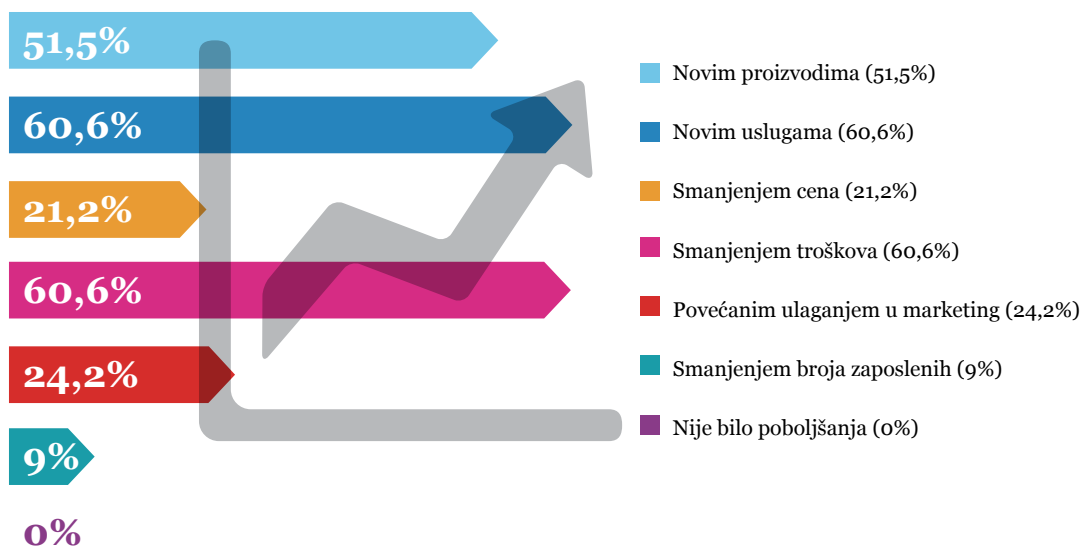 51,5%
60,6%
21,2%
60,6%
24,2%
9%
0%
Novim proizvodima (51,5%)
Novim uslugama (60,6%)
Smanjenjem cena (21,2%)
Smanjenjem troškova (60,6%)
Povećanim ulaganjem u marketing (24,2%)
Smanjenjem broja zaposlenih (9%)
Nije bilo poboljšanja (0%)